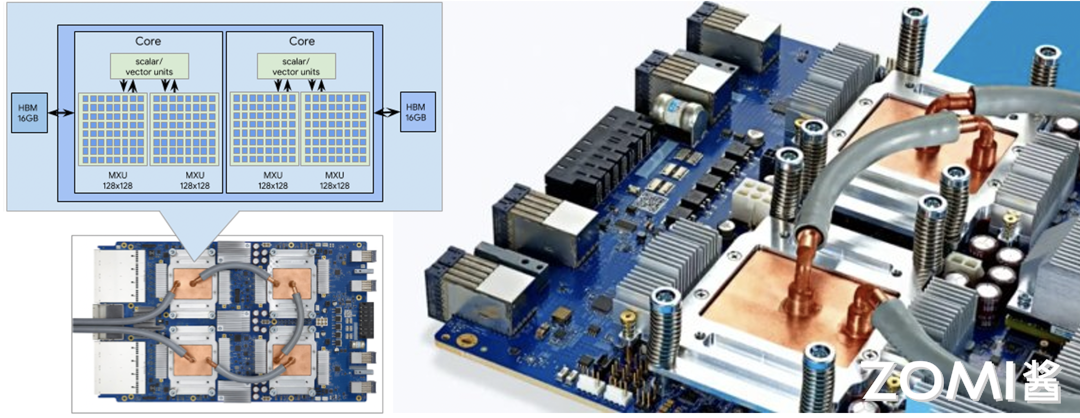 Core
Core
scalar/
vector units
scalar/
vector units
HBM
16GB
HBM
16GB
MXU
128x128
MXU
128x128
MXU
128x128
MXU
128x128
ZOMI酱